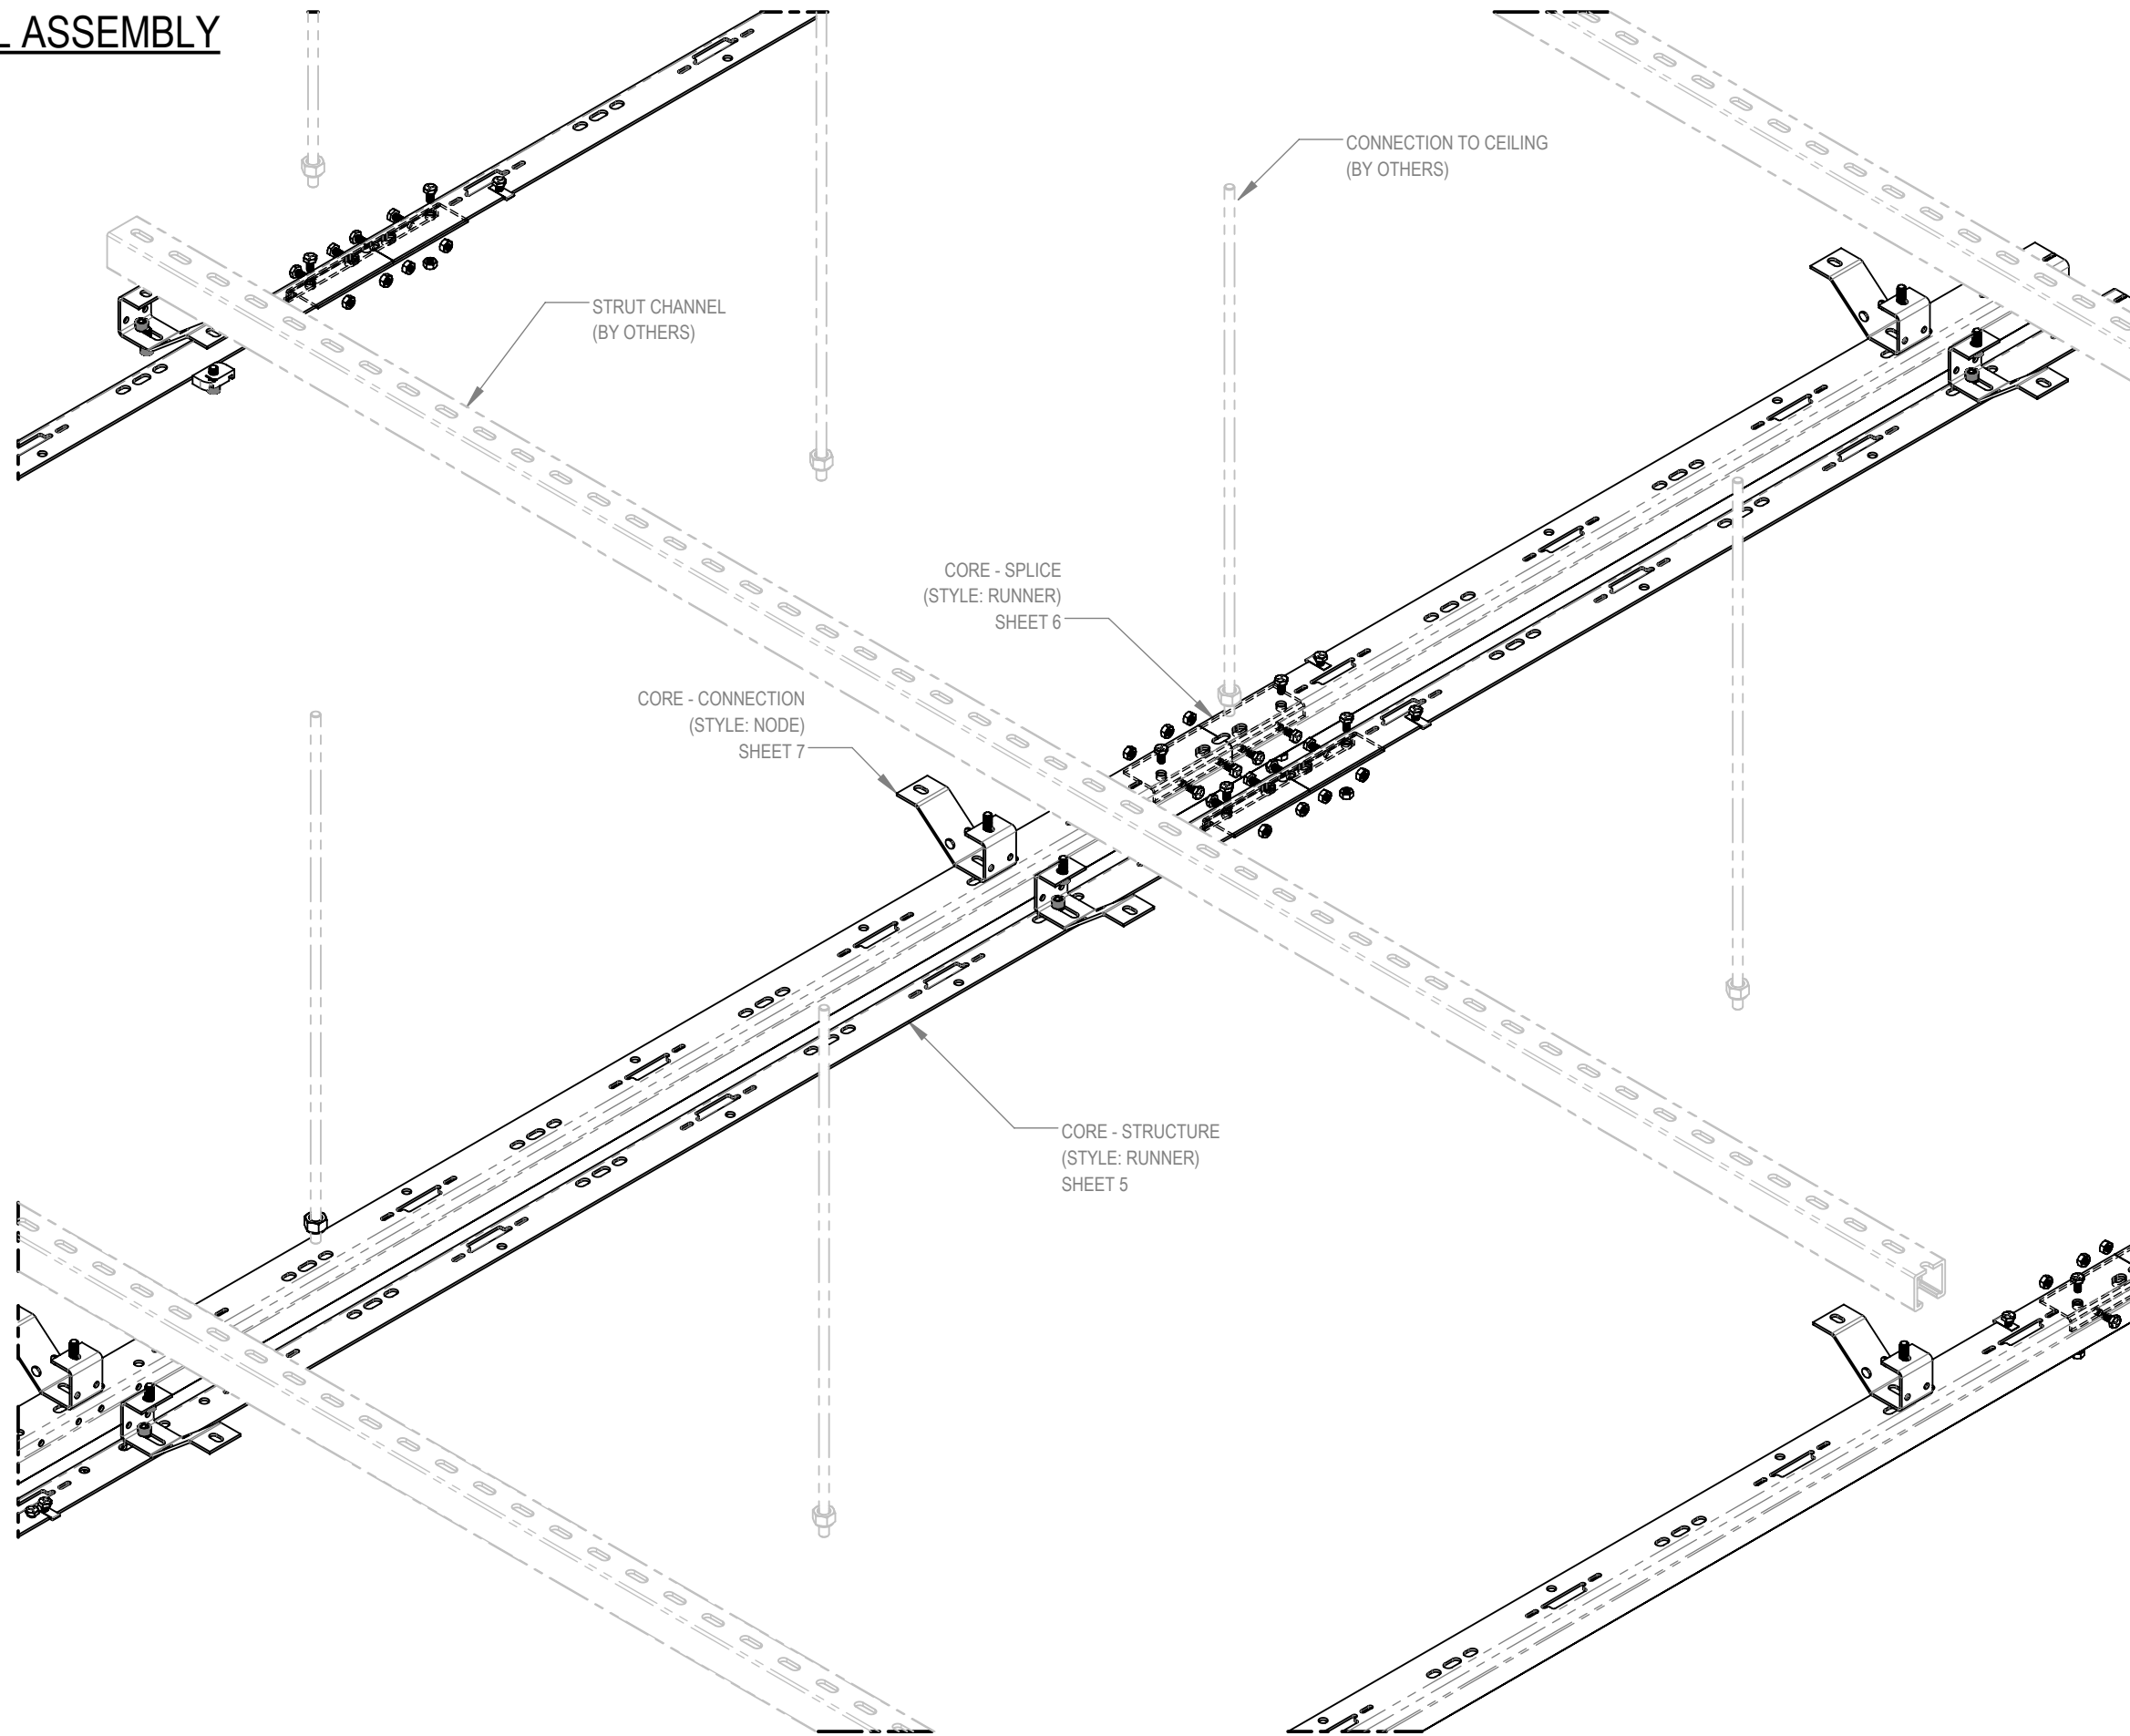 ASSEMBLY
CONNECTION TO CEILING
(BY OTHERS)
STRUT CHANNEL
(BY OTHERS)
CORE - SPLICE
(STYLE: RUNNER)
SHEET 6
CORE - CONNECTION
(STYLE: NODE)
SHEET 7
CORE - STRUCTURE
(STYLE: RUNNER)
SHEET 5